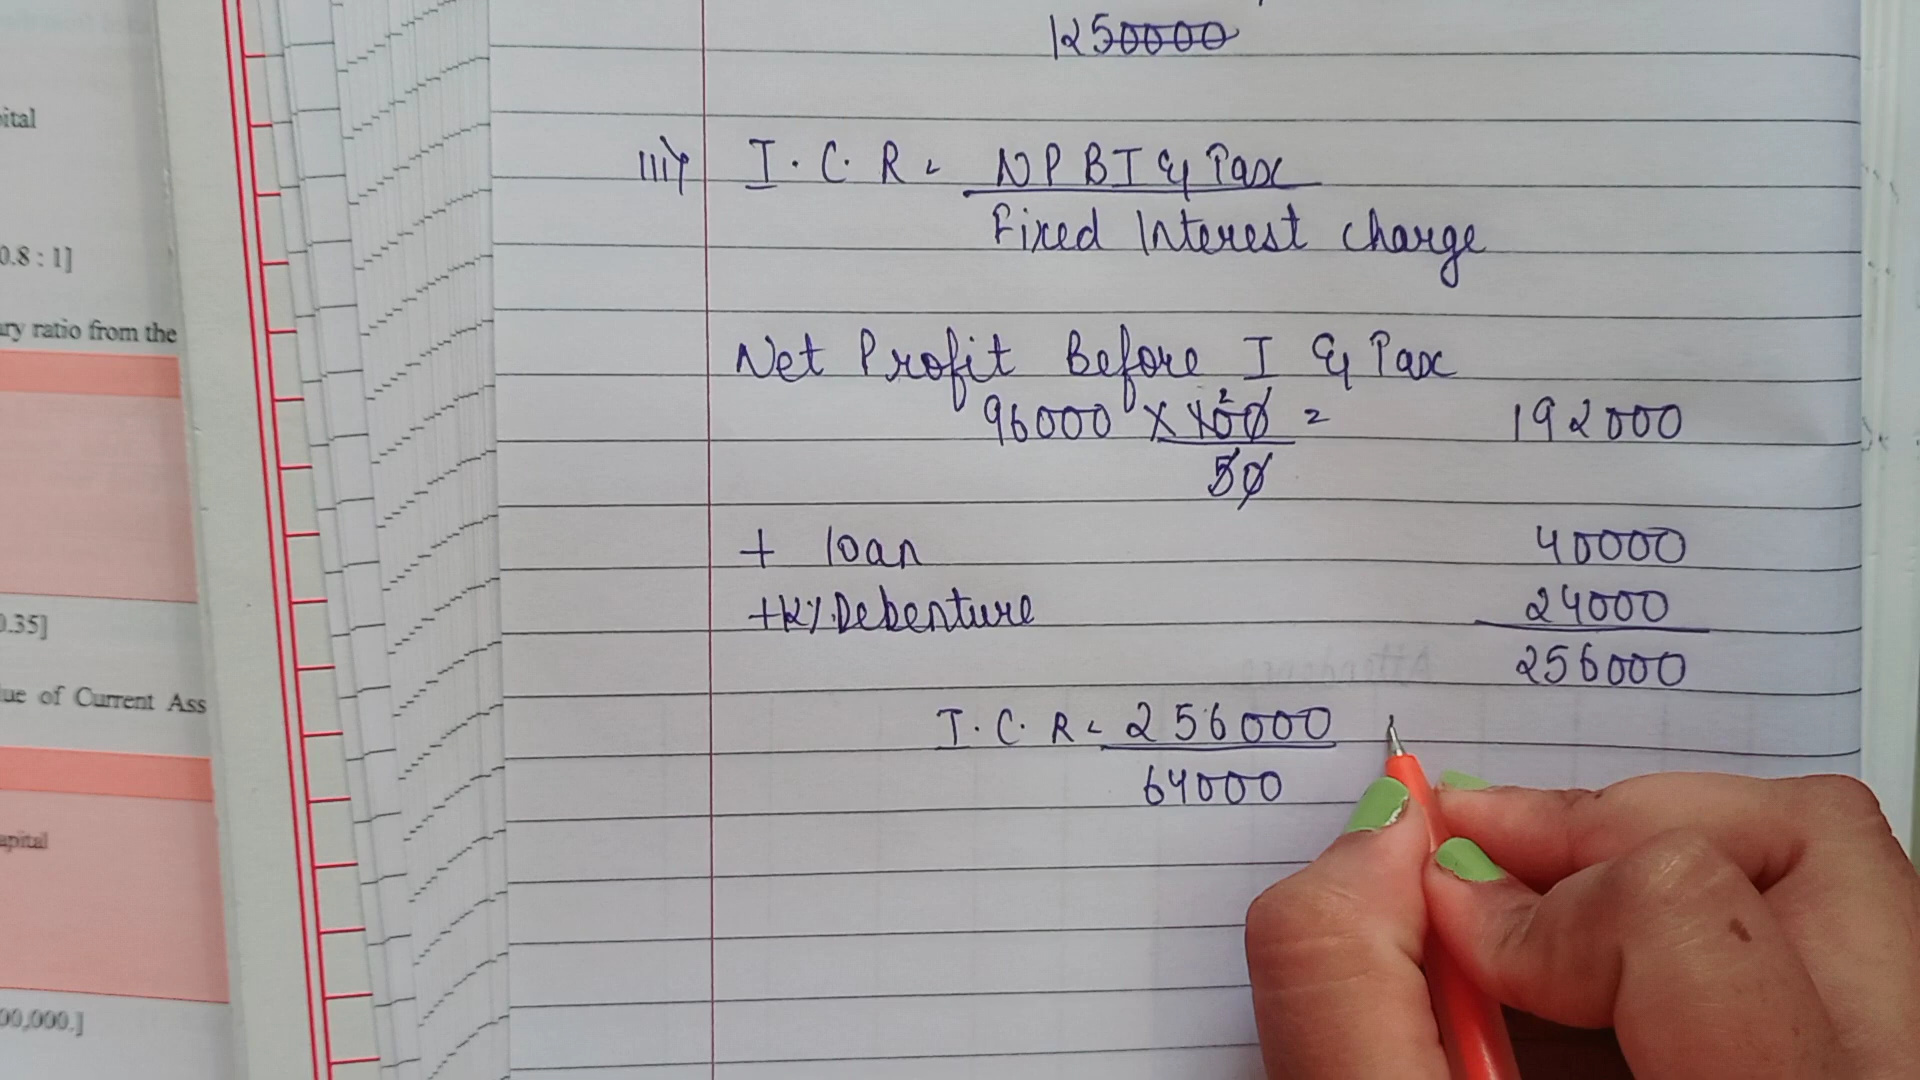 ital
0.8 : 1]
ry ratio from the
0.35]
ue of Current Ass
apital
00,000.]
1250000
iii) I. C. R = NPBI & Tax
Fixed Interest charge
Net Profit Before I & Tax
96000 x 100 = 192000
2
50
+ loan 40000
+12% Debenture 24000
256000
I. C. R = 256000
64000